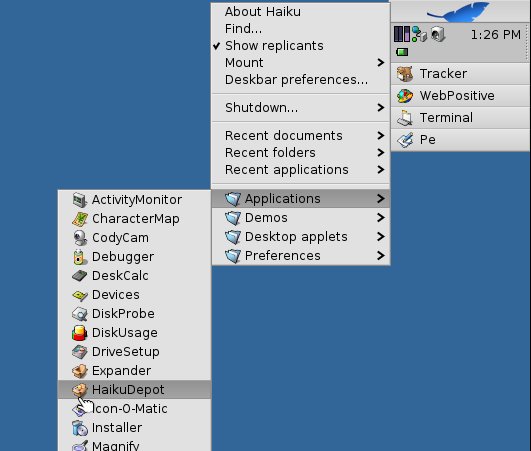 About Haiku
Find...
Show replicants
Mount
Deskbar preferences...
Shutdown...
Recent documents
Recent folders
Recent applications
Applications
Demos
Desktop applets
Preferences
1:26 PM
Tracker
WebPositive
Terminal
Pe
ActivityMonitor
CharacterMap
CodyCam
Debugger
DeskCalc
Devices
DiskProbe
DiskUsage
DriveSetup
Expander
HaikuDepot
Icon-O-Matic
Installer
Magnify